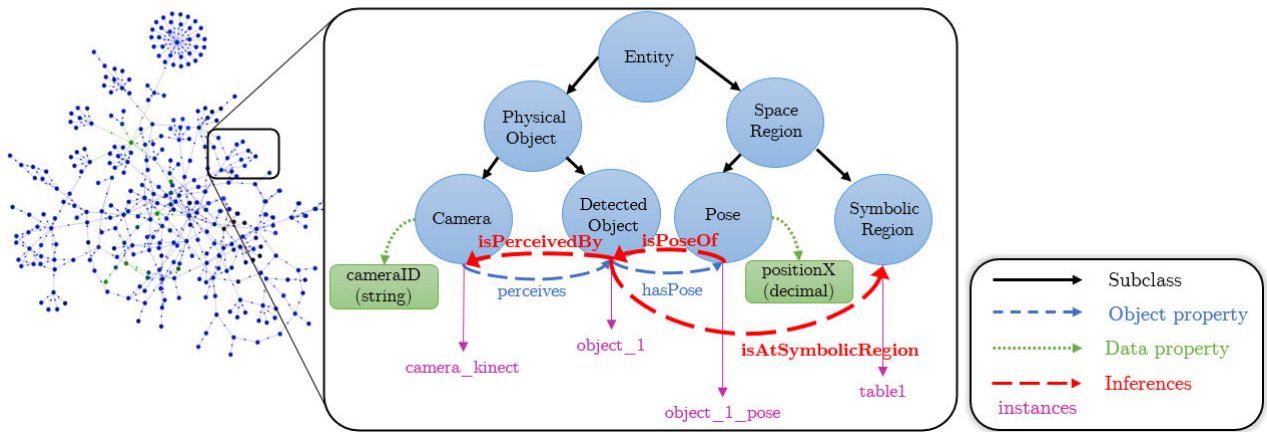 Entity
Physical
Object
Space
Region
Camera
Detected
Object
Pose
Symbolic
Region
isPerceivedBy
isPoseOf
cameraID
(string)
perceives
hasPose
positionX
(decimal)
isAtSymbolicRegion
camera_kinect
object_1
object_1_pose
table1
Subclass
Object property
Data property
Inferences
instances